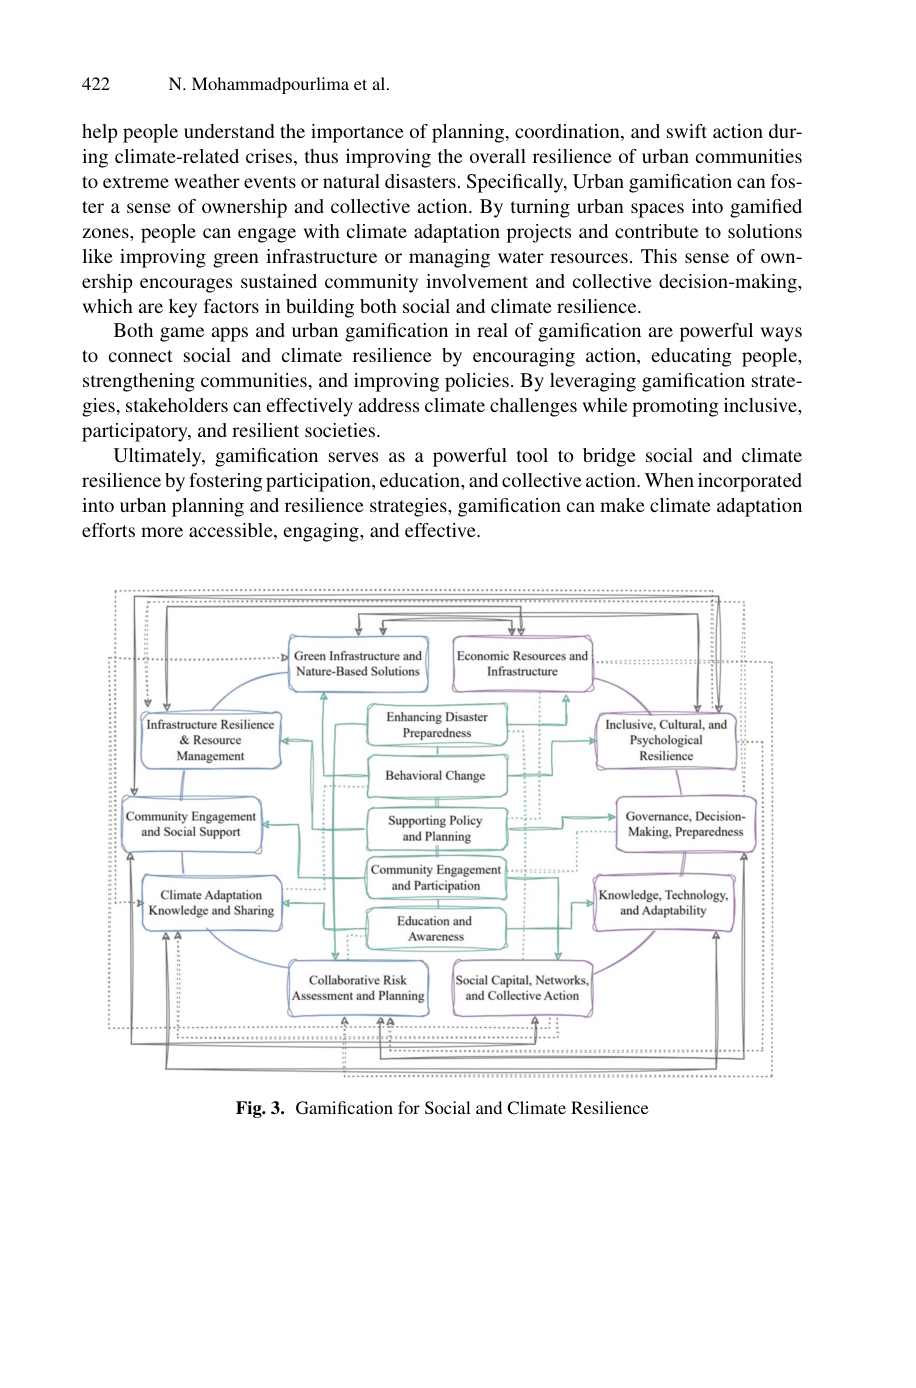 422 N. Mohammadpourlima et al.
help people understand the importance of planning, coordination, and swift action dur-
ing climate-related crises, thus improving the overall resilience of urban communities
to extreme weather events or natural disasters. Specifically, Urban gamification can fos-
ter a sense of ownership and collective action. By turning urban spaces into gamified
zones, people can engage with climate adaptation projects and contribute to solutions
like improving green infrastructure or managing water resources. This sense of own-
ership encourages sustained community involvement and collective decision-making,
which are key factors in building both social and climate resilience.
Both game apps and urban gamification in real of gamification are powerful ways
to connect social and climate resilience by encouraging action, educating people,
strengthening communities, and improving policies. By leveraging gamification strate-
gies, stakeholders can effectively address climate challenges while promoting inclusive,
participatory, and resilient societies.
Ultimately, gamification serves as a powerful tool to bridge social and climate
resilience by fostering participation, education, and collective action. When incorporated
into urban planning and resilience strategies, gamification can make climate adaptation
efforts more accessible, engaging, and effective.
Green Infrastructure and
Nature-Based Solutions
Economic Resources and
Infrastructure
Infrastructure Resilience
& Resource
Management
Enhancing Disaster
Preparedness
Inclusive, Cultural, and
Psychological
Resilience
Behavioral Change
Community Engagement
and Social Support
Supporting Policy
and Planning
Governance, Decision-
Making, Preparedness
Community Engagement
and Participation
Climate Adaptation
Knowledge and Sharing
Knowledge, Technology,
and Adaptability
Education and
Awareness
Collaborative Risk
Assessment and Planning
Social Capital, Networks,
and Collective Action
Fig. 3. Gamification for Social and Climate Resilience